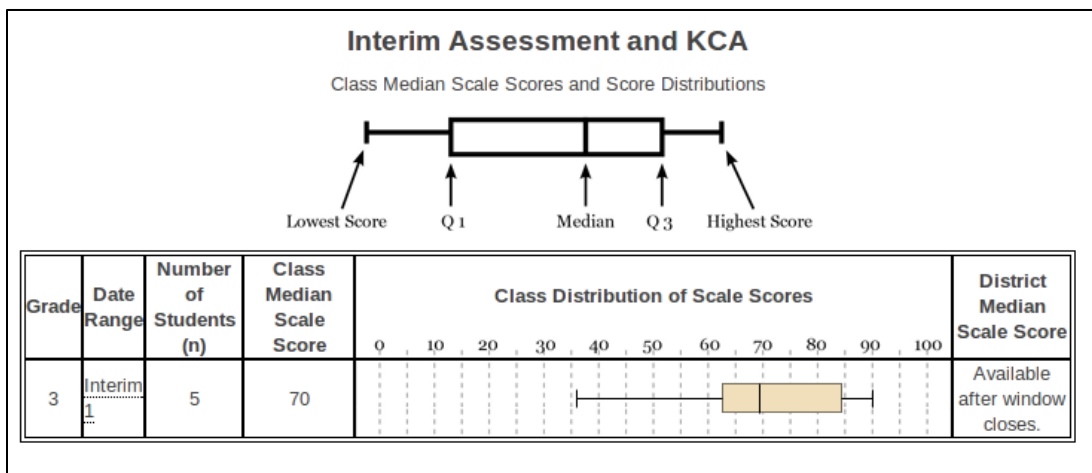 Interim Assessment and KCA
Class Median Scale Scores and Score Distributions
Lowest Score
Q 1
Median
Q 3
Highest Score
Grade
Date
Range
Number
of
Students
(n)
Class
Median
Scale
Score
Class Distribution of Scale Scores
0 10 20 30 40 50 60 70 80 90 100
District
Median
Scale Score
3
Interim
1
5
70
Available
after window
closes.